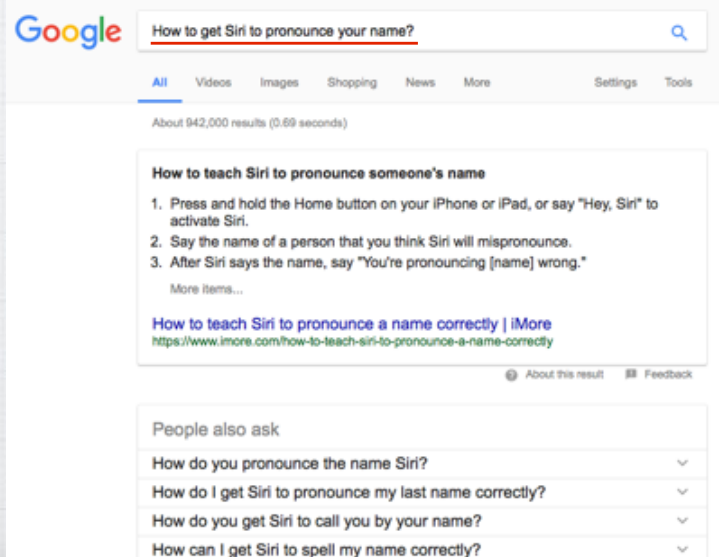 Google
How to get Siri to pronounce your name?
All Videos Images Shopping News More Settings Tools
About 942,000 results (0.69 seconds)
How to teach Siri to pronounce someone's name
1. Press and hold the Home button on your iPhone or iPad, or say "Hey, Siri" to
activate Siri.
2. Say the name of a person that you think Siri will mispronounce.
3. After Siri says the name, say "You're pronouncing [name] wrong."
More items...
How to teach Siri to pronounce a name correctly | iMore
https://www.imore.com/how-to-teach-siri-to-pronounce-a-name-correctly
About this result Feedback
People also ask
How do you pronounce the name Siri?
How do I get Siri to pronounce my last name correctly?
How do you get Siri to call you by your name?
How can I get Siri to spell my name correctly?